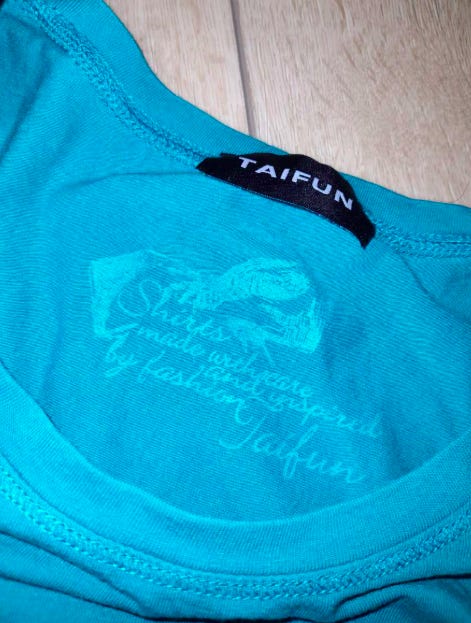 TAIFUN
Shirts
made with care
and inspired
by fashion
Taifun